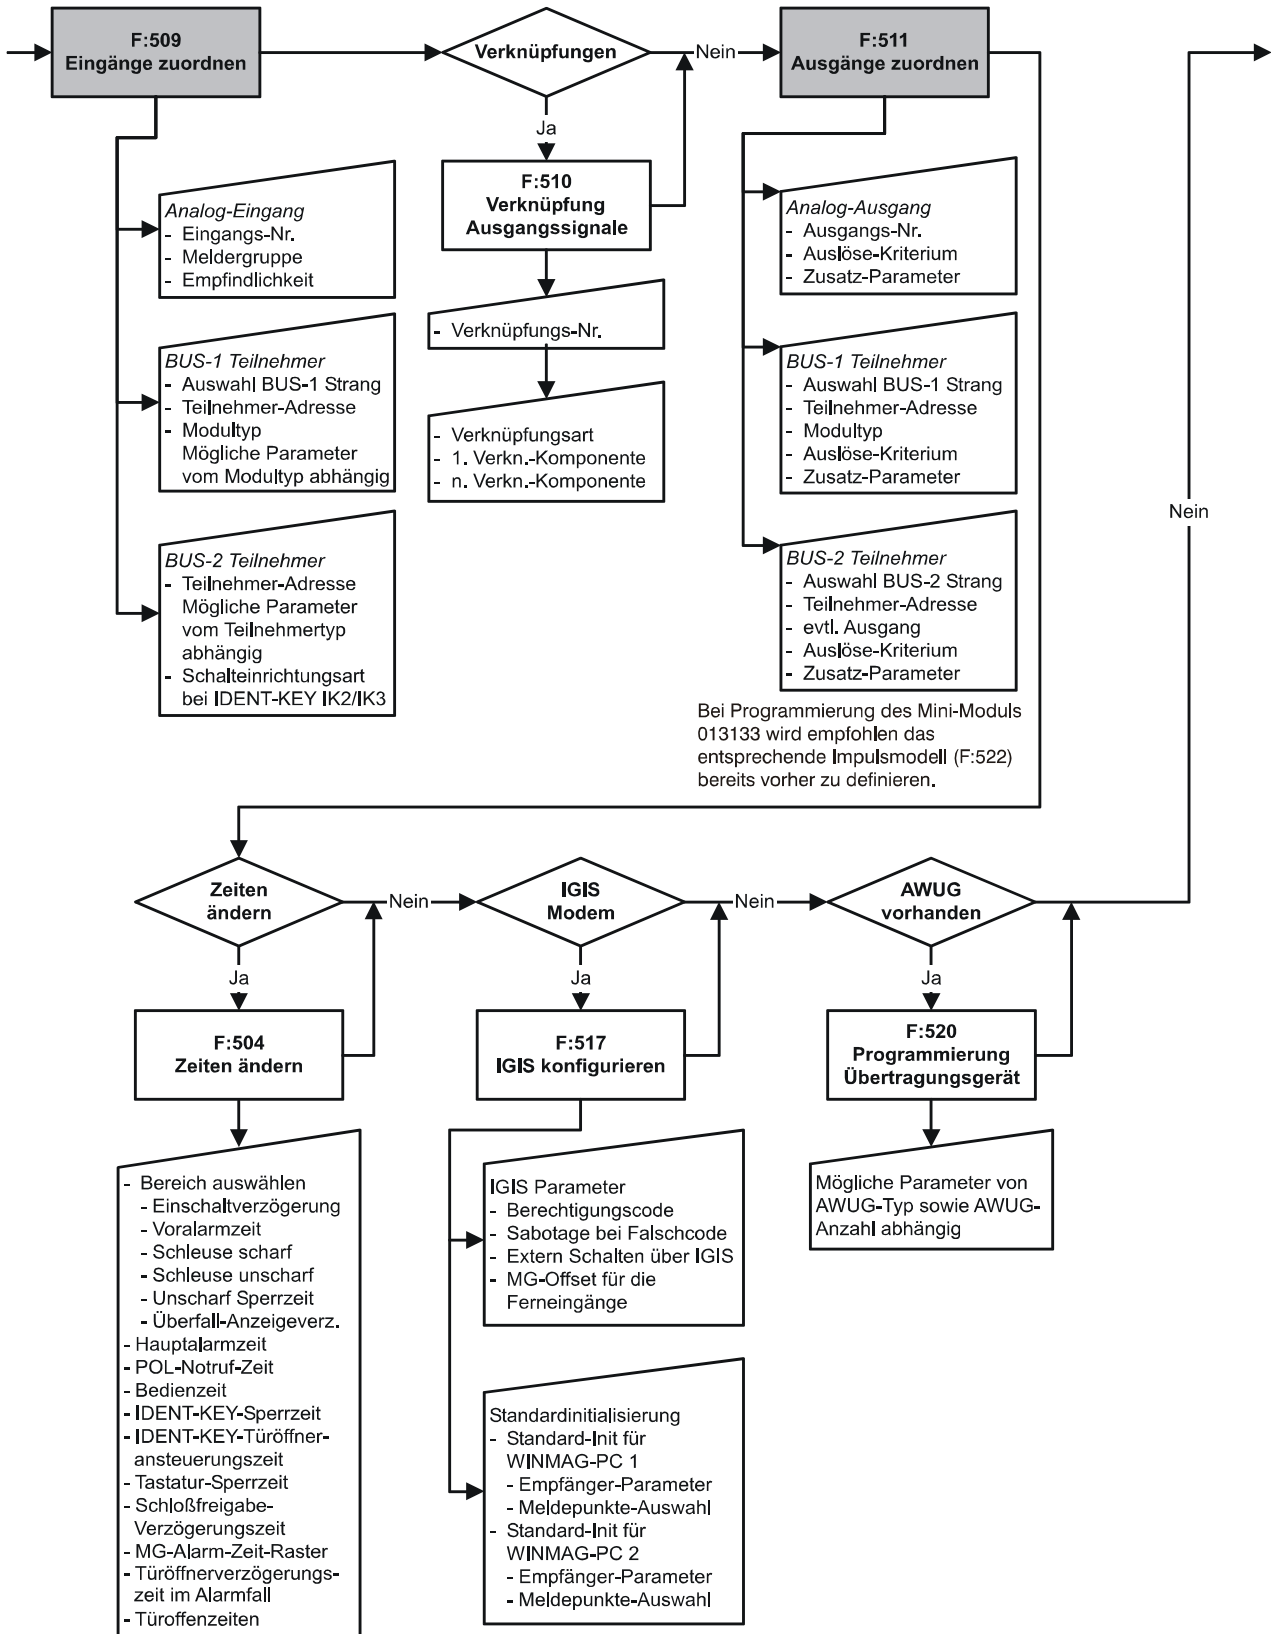 F:509
Eingänge zuordnen
Verknüpfungen
Nein
F:511
Ausgänge zuordnen
Ja
F:510
Verknüpfung
Ausgangssignale
Analog-Eingang
- Eingangs-Nr.
- Meldergruppe
- Empfindlichkeit
- Verknüpfungs-Nr.
Analog-Ausgang
- Ausgangs-Nr.
- Auslöse-Kriterium
- Zusatz-Parameter
BUS-1 Teilnehmer
- Auswahl BUS-1 Strang
- Teilnehmer-Adresse
- Modultyp
Mögliche Parameter
vom Modultyp abhängig
- Verknüpfungsart
- 1. Verkn.-Komponente
- n. Verkn.-Komponente
BUS-1 Teilnehmer
- Auswahl BUS-1 Strang
- Teilnehmer-Adresse
- Modultyp
- Auslöse-Kriterium
- Zusatz-Parameter
Nein
BUS-2 Teilnehmer
- Teilnehmer-Adresse
Mögliche Parameter
vom Teilnehmertyp
abhängig
- Schalteinrichtungsart
bei IDENT-KEY IK2/IK3
BUS-2 Teilnehmer
- Auswahl BUS-2 Strang
- Teilnehmer-Adresse
- evtl. Ausgang
- Auslöse-Kriterium
- Zusatz-Parameter
Bei Programmierung des Mini-Moduls
013133 wird empfohlen das
entsprechende Impulsmodell (F:522)
bereits vorher zu definieren.
Zeiten
ändern
Nein
IGIS
Modem
Nein
AWUG
vorhanden
Ja
Ja
Ja
F:504
Zeiten ändern
F:517
IGIS konfigurieren
F:520
Programmierung
Übertragungsgerät
- Bereich auswählen
- Einschaltverzögerung
- Voralarmzeit
- Schleuse scharf
- Schleuse unscharf
- Unscharf Sperrzeit
- Überfall-Anzeigeverz.
- Hauptalarmzeit
- POL-Notruf-Zeit
- Bedienzeit
- IDENT-KEY-Sperrzeit
- IDENT-KEY-Türöffner-
ansteuerungszeit
- Tastatur-Sperrzeit
- Schloßfreigabe-
Verzögerungszeit
- MG-Alarm-Zeit-Raster
- Türöffnerverzögerungs-
zeit im Alarmfall
- Türoffenzeiten
IGIS Parameter
- Berechtigungscode
- Sabotage bei Falschcode
- Extern Schalten über IGIS
- MG-Offset für die
Ferneingänge
Mögliche Parameter von
AWUG-Typ sowie AWUG-
Anzahl abhängig
Standardinitialisierung
- Standard-Init für
WINMAG-PC 1
- Empfänger-Parameter
- Meldepunkte-Auswahl
- Standard-Init für
WINMAG-PC 2
- Empfänger-Parameter
- Meldepunkte-Auswahl